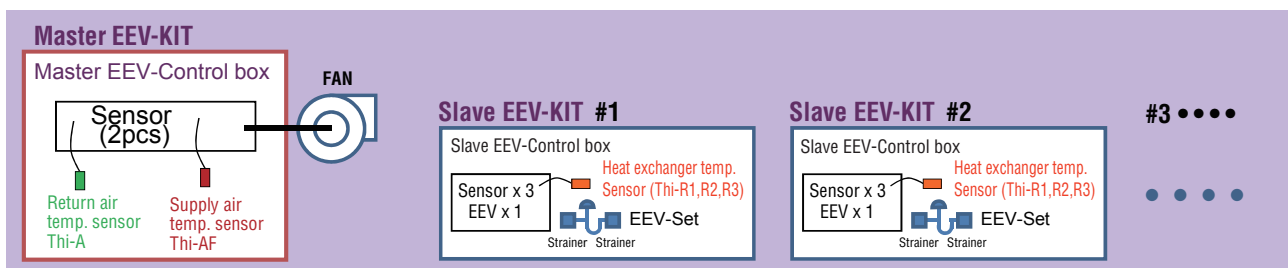 Master EEV-KIT
Master EEV-Control box
Sensor
(2pcs)
Return air
temp. sensor
Thi-A
Supply air
temp. sensor
Thi-AF
FAN
Slave EEV-KIT #1
Slave EEV-Control box
Sensor x 3
EEV x 1
Heat exchanger temp.
Sensor (Thi-R1,R2,R3)
EEV-Set
Strainer Strainer
Slave EEV-KIT #2
Slave EEV-Control box
Sensor x 3
EEV x 1
Heat exchanger temp.
Sensor (Thi-R1,R2,R3)
EEV-Set
Strainer Strainer
#3 ••••